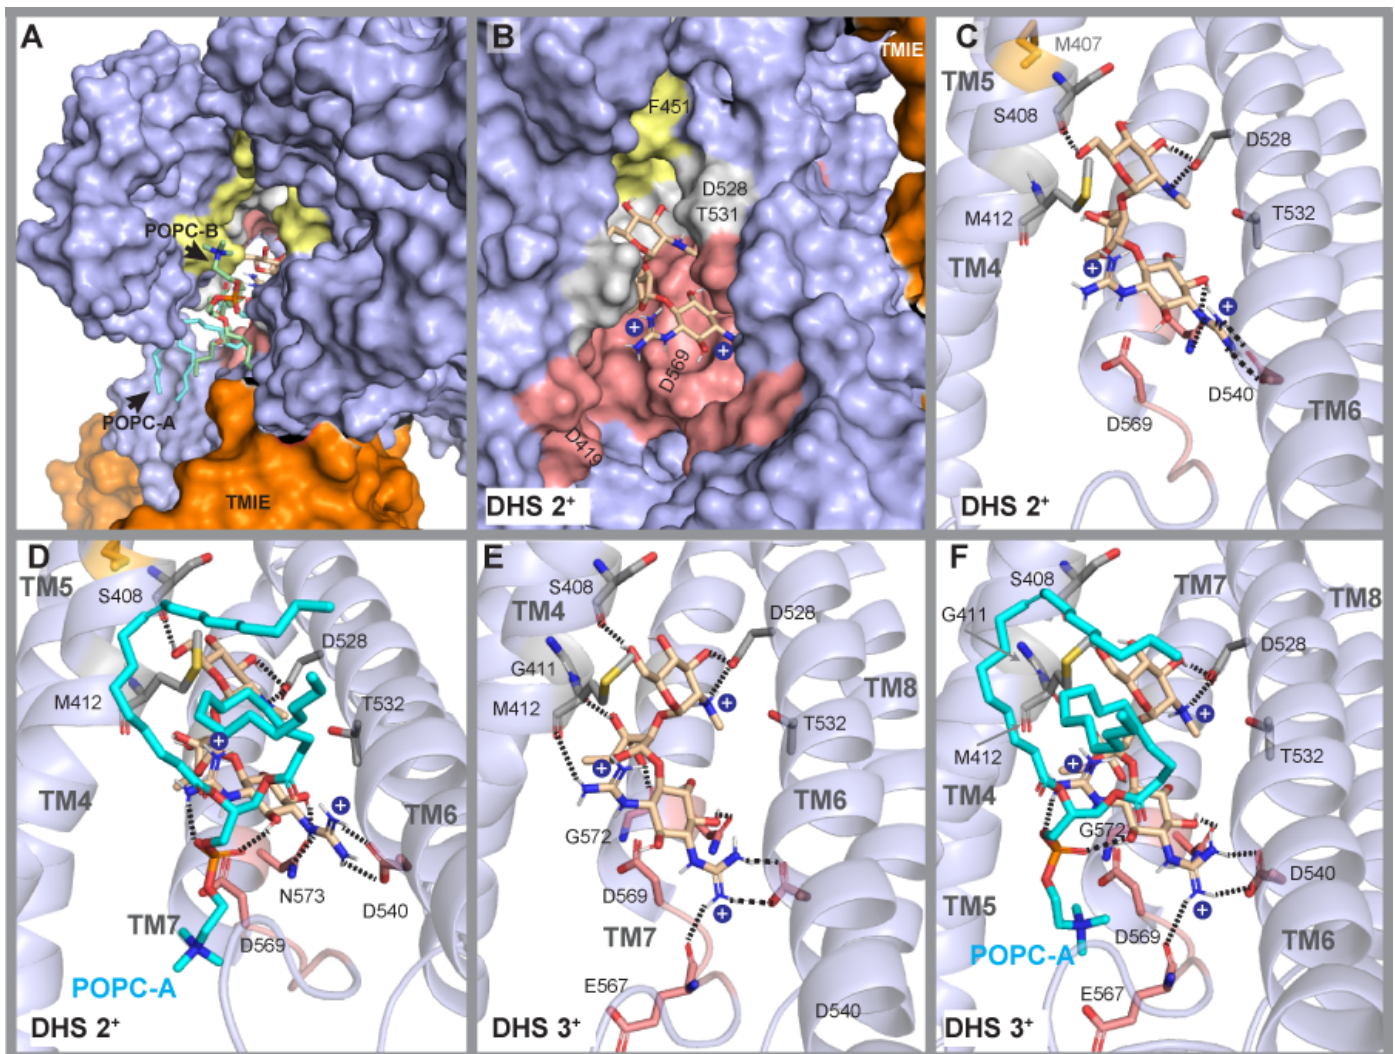 A
POPC-B
POPC-A
TMIE
B
TMIE
F451
D528
T531
+
+
D569
D419
DHS 2+
C
M407
TM5
S408
D528
M412
T532
TM4
+
+
D540
D569
TM6
DHS 2+
D
TM5
S408
D528
M412
T532
+
TM4
+
TM6
N573
D540
TM7
D569
POPC-A
DHS 2+
E
S408
TM4
D528
G411
TM8
M412
+
T532
+
TM6
G572
D569
+
TM7
E567
D540
DHS 3+
F
S408
TM7
TM8
G411
D528
+
M412
T532
+
TM4
G572
D540
+
TM5
D569
TM6
POPC-A
E567
DHS 3+